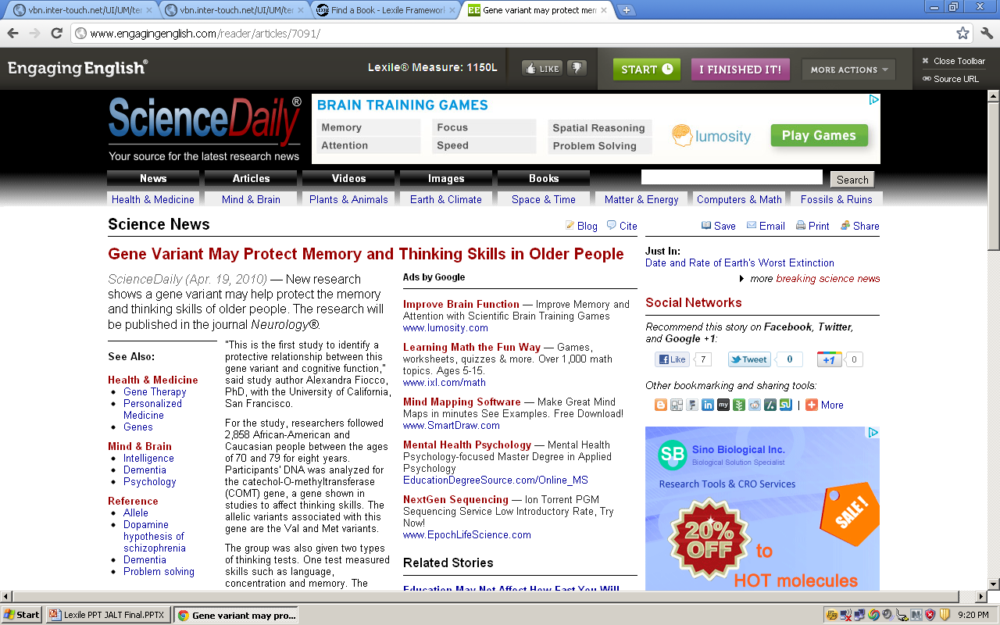 vbn.inter-touch.net/UI/UM/ter
vbn.inter-touch.net/UI/UM/ter
Find a Book - Lexile Framework
Gene variant may protect mem
www.engagingenglish.com/reader/articles/7091/
Engaging English®
Lexile® Measure: 1150L
LIKE
START
I FINISHED IT!
MORE ACTIONS
Close Toolbar
Source URL
ScienceDaily®
Your source for the latest research news
BRAIN TRAINING GAMES
Memory
Focus
Spatial Reasoning
Attention
Speed
Problem Solving
lumosity
Play Games
News
Articles
Videos
Images
Books
Search
Health & Medicine
Mind & Brain
Plants & Animals
Earth & Climate
Space & Time
Matter & Energy
Computers & Math
Fossils & Ruins
Science News
Blog
Cite
Save
Email
Print
Share
Gene Variant May Protect Memory and Thinking Skills in Older People
ScienceDaily (Apr. 19, 2010) — New research
shows a gene variant may help protect the memory
and thinking skills of older people. The research will
be published in the journal Neurology®.
See Also:
Health & Medicine
Gene Therapy
Personalized
Medicine
Genes
Mind & Brain
Intelligence
Dementia
Psychology
Reference
Allele
Dopamine
hypothesis of
schizophrenia
Dementia
Problem solving
"This is the first study to identify a
protective relationship between this
gene variant and cognitive function,"
said study author Alexandra Fiocco,
PhD, with the University of California,
San Francisco.
For the study, researchers followed
2,858 African-American and
Caucasian people between the ages
of 70 and 79 for eight years.
Participants' DNA was analyzed for
the catechol-O-methyltransferase
(COMT) gene, a gene shown in
studies to affect thinking skills. The
allelic variants associated with this
gene are the Val and Met variants.
The group was also given two types
of thinking tests. One test measured
skills such as language,
concentration and memory. The
Ads by Google
Improve Brain Function — Improve Memory and
Attention with Scientific Brain Training Games
www.lumosity.com
Learning Math the Fun Way — Games,
worksheets, quizzes & more. Over 1,000 math
topics. Ages 5-15.
www.ixl.com/math
Mind Mapping Software — Make Great Mind
Maps in minutes See Examples. Free Download!
www.SmartDraw.com
Mental Health Psychology — Mental Health
Psychology-focused Master Degree in Applied
Psychology
EducationDegreeSource.com/Online_MS
NextGen Sequencing — Ion Torrent PGM
Sequencing Service Low Introductory Rate, Try
Now!
www.EpochLifeScience.com
Related Stories
Education May Not Affect How Fast You Will
Just In:
Date and Rate of Earth's Worst Extinction
more breaking science news
Social Networks
Recommend this story on Facebook, Twitter,
and Google +1:
Like 7
Tweet 0
+1 0
Other bookmarking and sharing tools:
| More
SB
Sino Biological Inc.
Biological Solution Specialist
Research Tools & CRO Services
SALE!
20%
OFF
to
HOT molecules
Start
Lexile PPT JALT Final.PPTX
Gene variant may pro...
9:20 PM